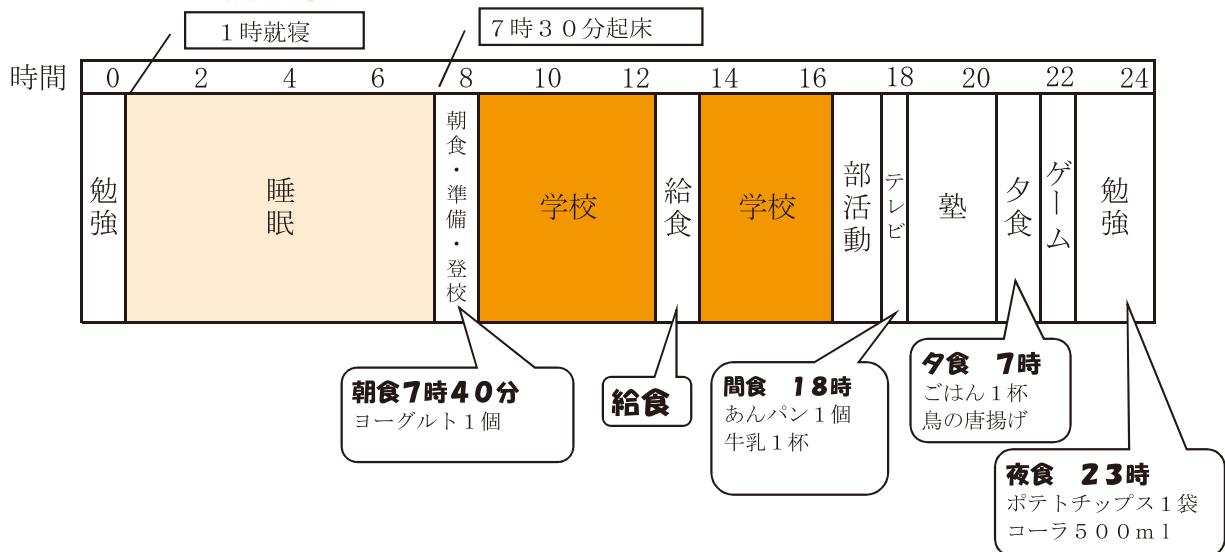 １時就寝
７時３０分起床
時間 0 2 4 6 8 10 12 14 16 18 20 22 24
勉強
睡眠
朝食・準備・登校
学校
給食
学校
部活動
テレビ
塾
夕食
ゲーム
勉強
朝食7時40分
ヨーグルト１個
給食
間食　18時
あんパン１個
牛乳１杯
夕食　7時
ごはん１杯
鳥の唐揚げ
夜食　23時
ポテトチップス１袋
コーラ５００ｍｌ